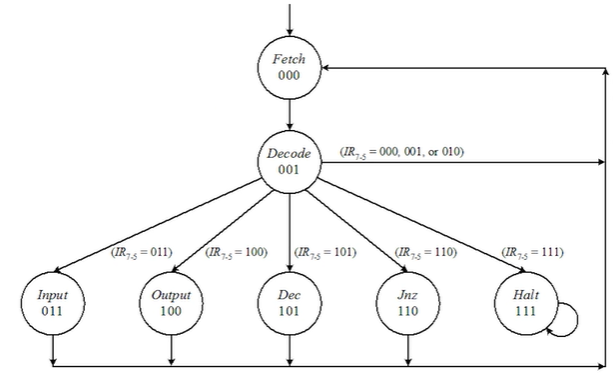 Fetch
000
Decode
001
(IR7-5 = 000, 001, or 010)
(IR7-5 = 011)
(IR7-5 = 100)
(IR7-5 = 101)
(IR7-5 = 110)
(IR7-5 = 111)
Input
011
Output
100
Dec
101
Jnz
110
Halt
111